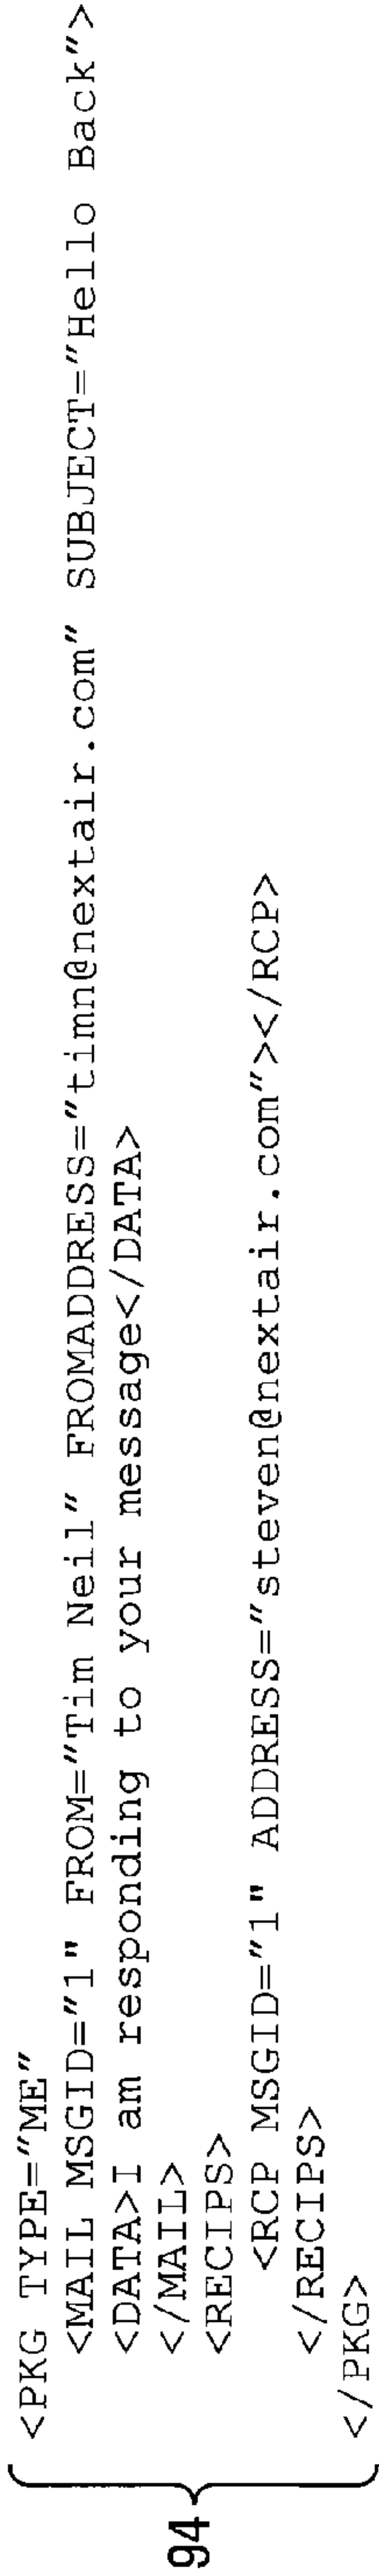 <PKG TYPE="ME"
<MAIL MSGID="1" FROM="Tim Neil" FROMADDRESS="timn@nextair.com" SUBJECT="Hello Back">
<DATA>I am responding to your message</DATA>
</MAIL>
<RECIPS>
<RCP MSGID="1" ADDRESS="steven@nextair.com"></RCP>
</RECIPS>
</PKG>
94